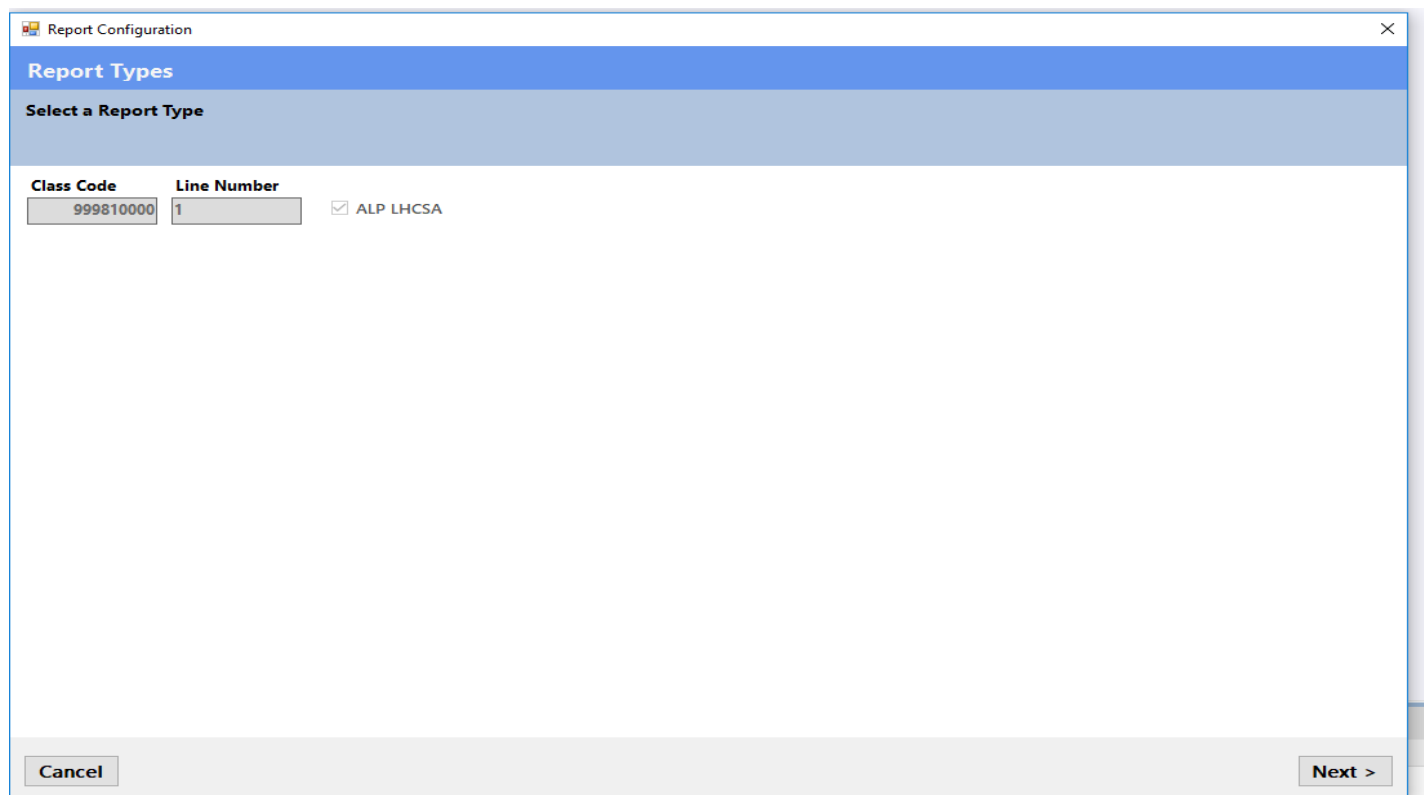 Report Configuration
Report Types
Select a Report Type
Class Code Line Number
999810000 1 ALP LHCSA
Cancel Next >